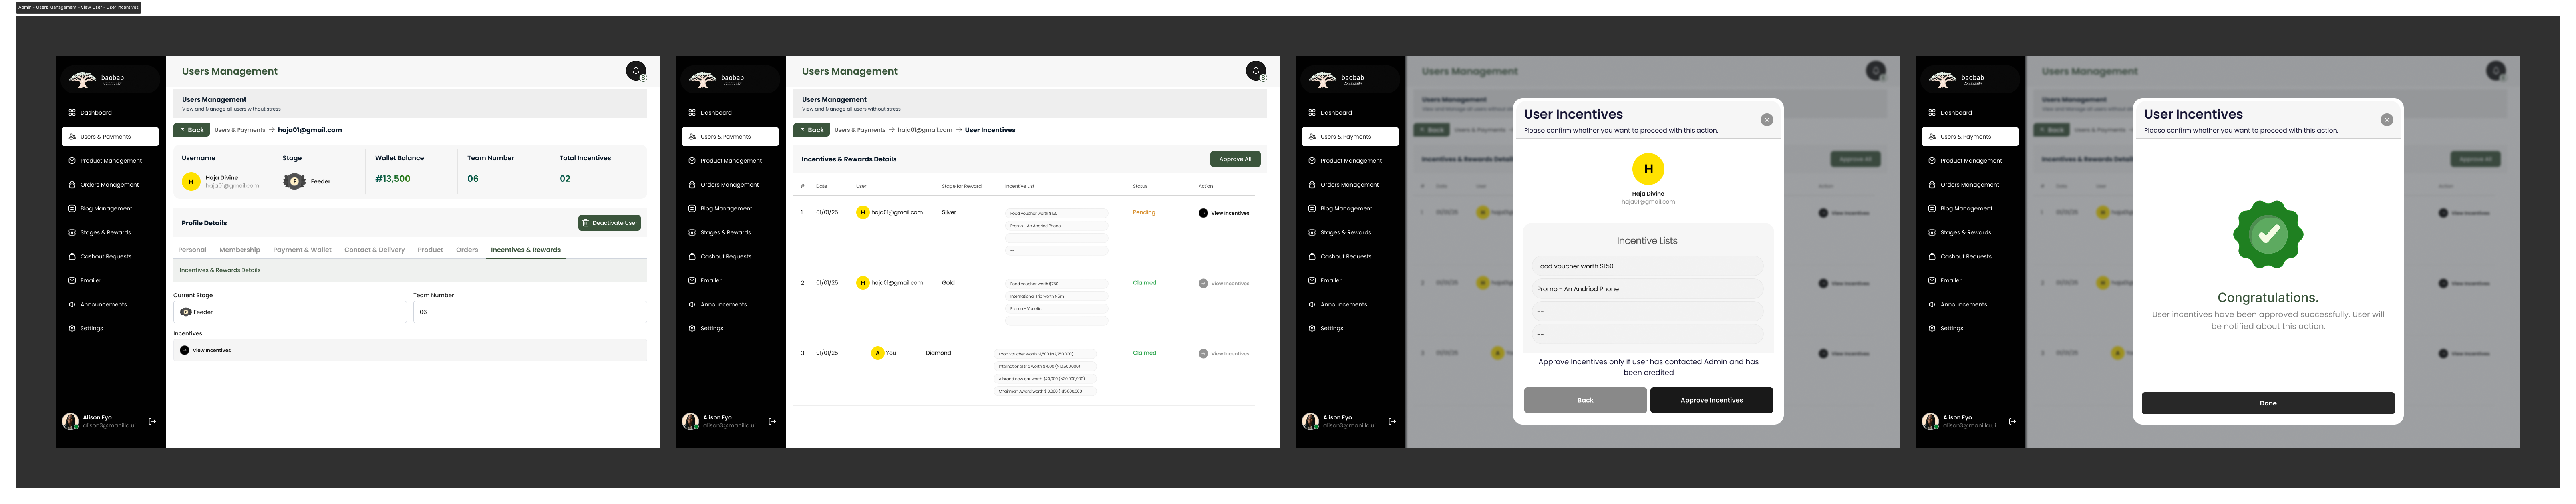 Admin - Users Management - View User - User Incentives
baobab
Community
Dashboard
Users & Payments
Product Management
Orders Management
Blog Management
Stages & Rewards
Cashout Requests
Emailer
Announcements
Settings
Alison Eyo
alison3@manilla.ui
Users Management
Users Management
View and Manage all users without stress
Back Users & Payments → haja01@gmail.com
Username Stage Wallet Balance Team Number Total Incentives
H Haja Divine Feeder #13,500 06 02
haja01@gmail.com
Profile Details Deactivate User
Personal Membership Payment & Wallet Contact & Delivery Product Orders Incentives & Rewards
Incentives & Rewards Details
Current Stage Team Number
Feeder 06
Incentives
View Incentives
baobab
Community
Dashboard
Users & Payments
Product Management
Orders Management
Blog Management
Stages & Rewards
Cashout Requests
Emailer
Announcements
Settings
Alison Eyo
alison3@manilla.ui
Users Management
Users Management
View and Manage all users without stress
Back Users & Payments → haja01@gmail.com → User Incentives
Incentives & Rewards Details Approve All
# Date User Stage for Reward Incentive List Status Action
1 01/01/25 H haja01@gmail.com Silver Food voucher worth $150 Pending View Incentives
Promo - An Andriod Phone
--
--
2 01/01/25 H haja01@gmail.com Gold Food voucher worth $750 Claimed View Incentives
International Trip worth
Promo - Varieties
--
3 01/01/25 A You Diamond Food voucher worth Claimed View Incentives
International trip worth $7000
A brand new car worth $20,000
Chairman Award worth $10,000
baobab
Community
Dashboard
Users & Payments
Product Management
Orders Management
Blog Management
Stages & Rewards
Cashout Requests
Emailer
Announcements
Settings
Alison Eyo
alison3@manilla.ui
Users Management
User Incentives
Please confirm whether you want to proceed with this action.
H
Haja Divine
haja01@gmail.com
Incentive Lists
Food voucher worth $150
Promo - An Andriod Phone
--
--
Approve Incentives only if user has contacted Admin and has
been credited
Back Approve Incentives
baobab
Community
Dashboard
Users & Payments
Product Management
Orders Management
Blog Management
Stages & Rewards
Cashout Requests
Emailer
Announcements
Settings
Alison Eyo
alison3@manilla.ui
Users Management
User Incentives
Please confirm whether you want to proceed with this action.
Congratulations.
User incentives have been approved successfully. User will
be notified about this action.
Done